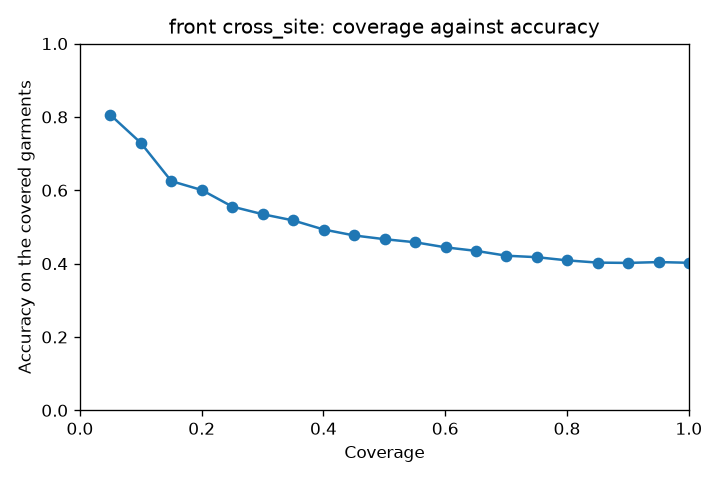 front cross_site: coverage against accuracy
Accuracy on the covered garments
1.0
0.8
0.6
0.4
0.2
0.0
0.0 0.2 0.4 0.6 0.8 1.0
Coverage